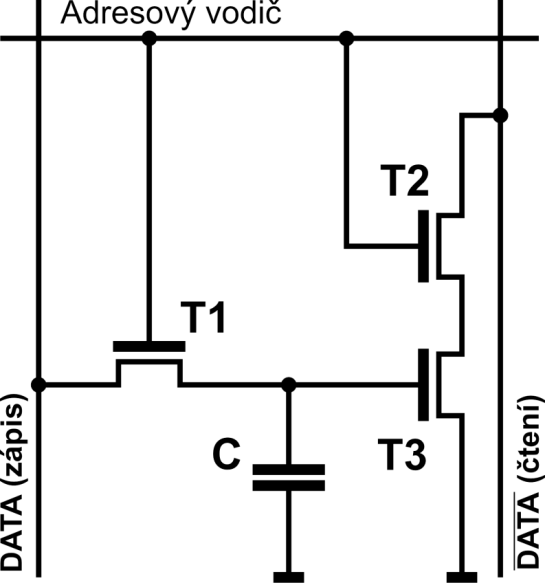 Adresový vodič
T2
T1
DATA (zápis)
C
T3
DATA (čtení)